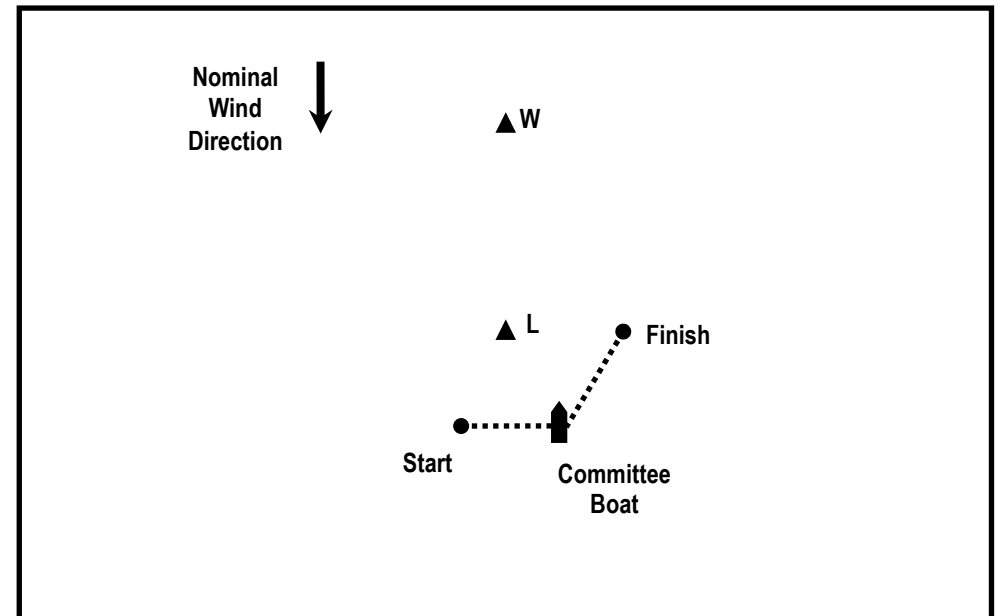 Nominal
Wind
Direction
W
L
Finish
Start
Committee
Boat